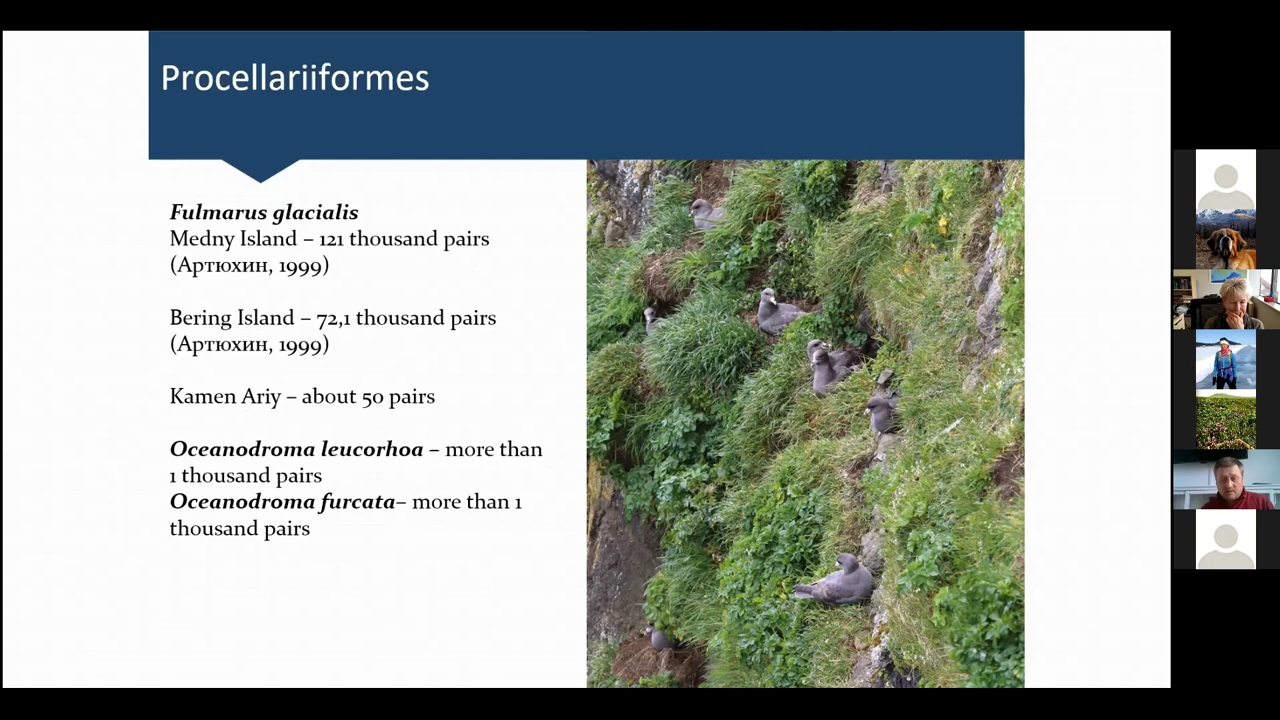 Procellariiformes
Fulmarus glacialis
Medny Island – 121 thousand pairs
(Артюхин, 1999)
Bering Island – 72,1 thousand pairs
(Артюхин, 1999)
Kamen Ariy – about 50 pairs
Oceanodroma leucorhoa – more than
1 thousand pairs
Oceanodroma furcata– more than 1
thousand pairs